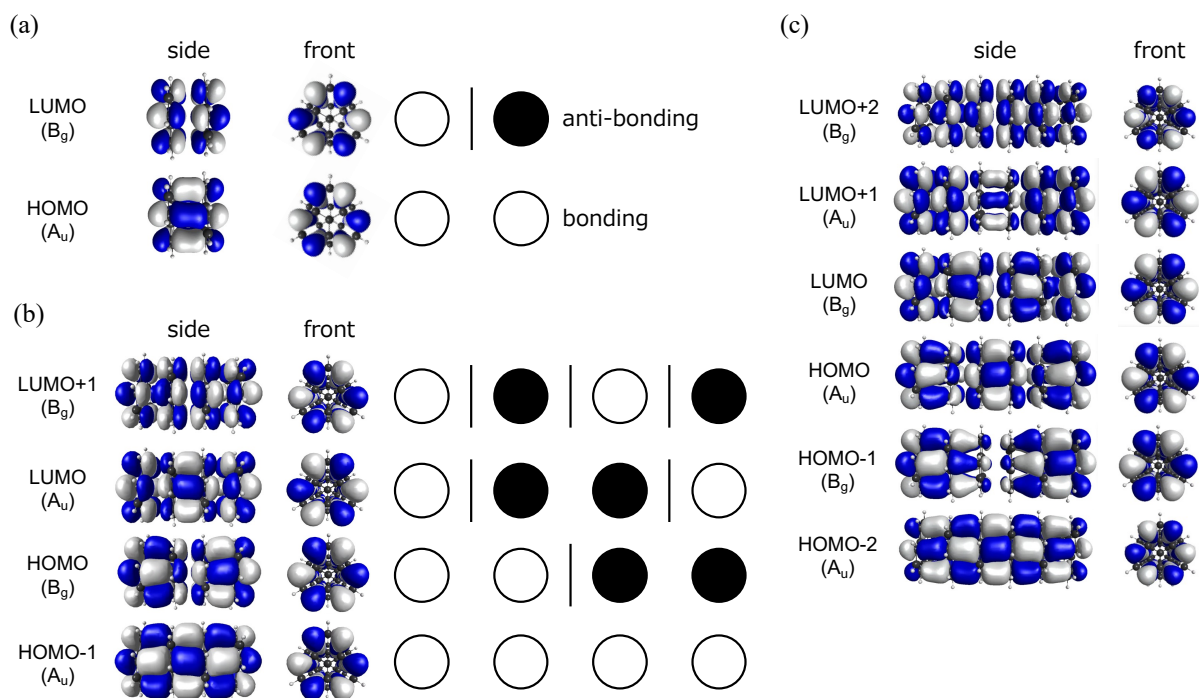 (a)
side front
LUMO
(Bg)
anti-bonding
HOMO
(Au)
bonding
(b)
side front
LUMO+1
(Bg)
LUMO
(Au)
HOMO
(Bg)
HOMO-1
(Au)
(c)
side front
LUMO+2
(Bg)
LUMO+1
(Au)
LUMO
(Bg)
HOMO
(Au)
HOMO-1
(Bg)
HOMO-2
(Au)